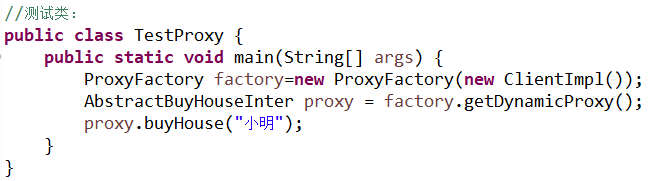 //测试类:
public class TestProxy {
    public static void main(String[] args) {
        ProxyFactory factory=new ProxyFactory(new ClientImpl());
        AbstractBuyHouseInter proxy = factory.getDynamicProxy();
        proxy.buyHouse("小明");
    }
}